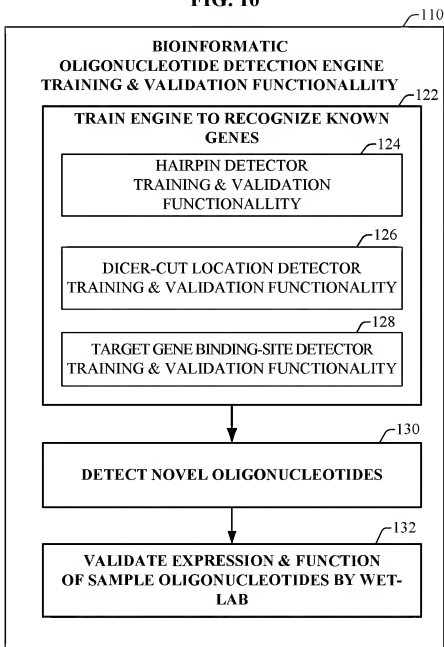 FIG. 10
110
BIOINFORMATIC
OLIGONUCLEOTIDE DETECTION ENGINE
TRAINING & VALIDATION FUNCTIONALLITY
122
TRAIN ENGINE TO RECOGNIZE KNOWN
GENES
124
HAIRPIN DETECTOR
TRAINING & VALIDATION
FUNCTIONALLITY
126
DICER-CUT LOCATION DETECTOR
TRAINING & VALIDATION FUNCTIONALITY
128
TARGET GENE BINDING-SITE DETECTOR
TRAINING & VALIDATION FUNCTIONALITY
130
DETECT NOVEL OLIGONUCLEOTIDES
132
VALIDATE EXPRESSION & FUNCTION
OF SAMPLE OLIGONUCLEOTIDES BY WET-
LAB